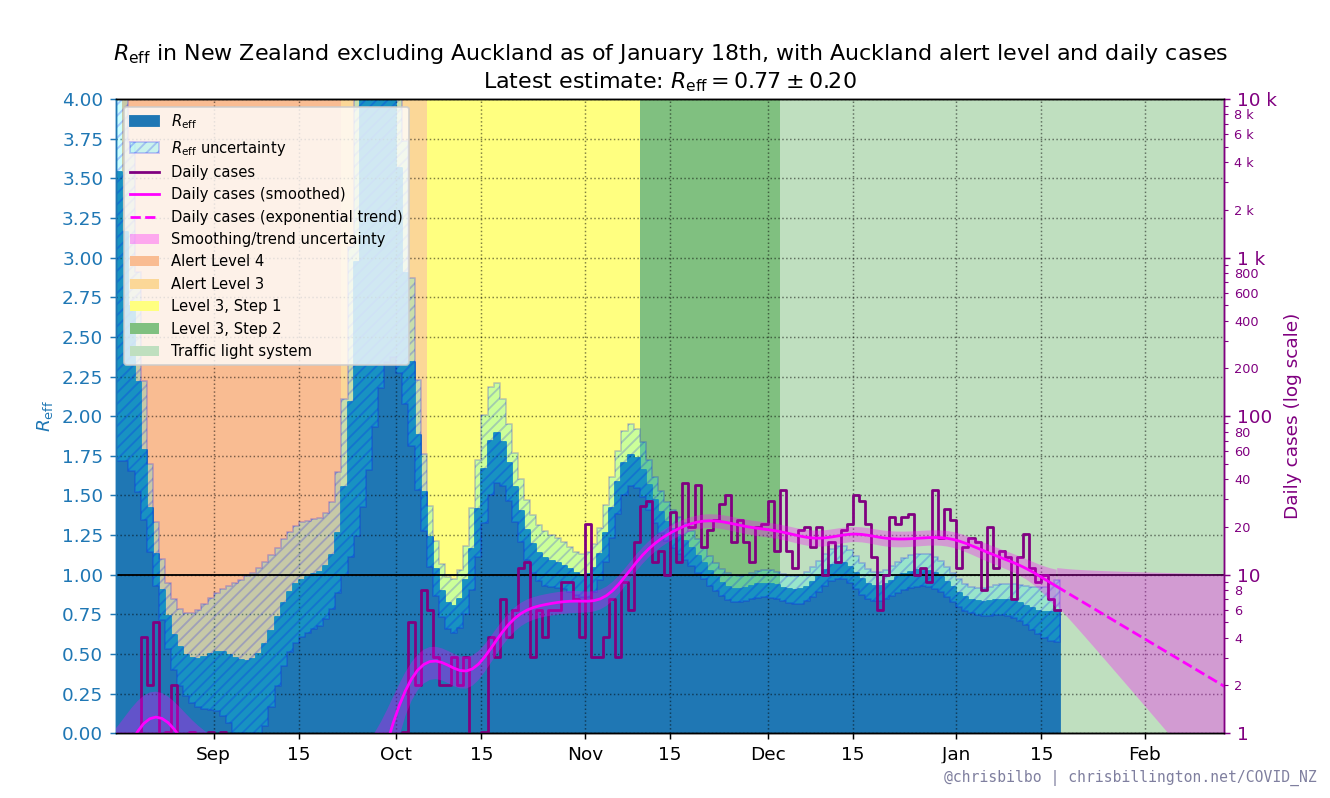 R_eff in New Zealand excluding Auckland as of January 18th, with Auckland alert level and daily cases
Latest estimate: R_eff = 0.77 ± 0.20
R_eff
R_eff uncertainty
Daily cases
Daily cases (smoothed)
Daily cases (exponential trend)
Smoothing/trend uncertainty
Alert Level 4
Alert Level 3
Level 3, Step 1
Level 3, Step 2
Traffic light system
R_eff
4.00
3.75
3.50
3.25
3.00
2.75
2.50
2.25
2.00
1.75
1.50
1.25
1.00
0.75
0.50
0.25
0.00
Sep 15 Oct 15 Nov 15 Dec 15 Jan 15 Feb
10 k
8 k
6 k
4 k
2 k
1 k
800
600
400
200
100
80
60
40
20
10
8
6
4
2
1
Daily cases (log scale)
@chrisbilbo | chrisbillington.net/COVID_NZ